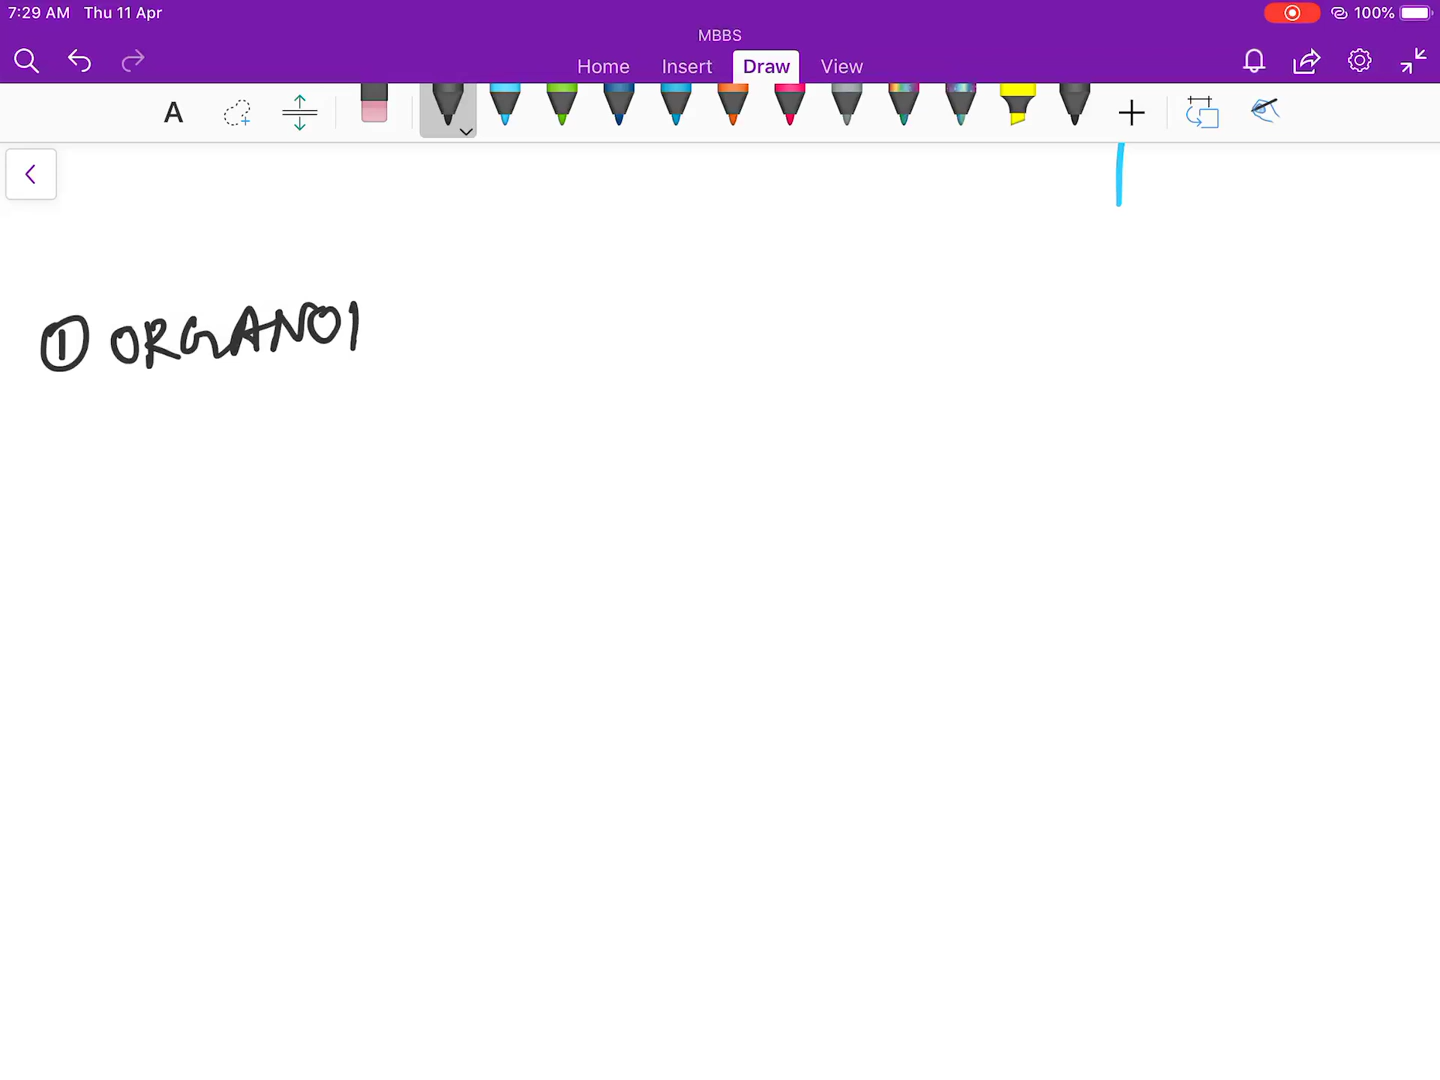 7:29 AM Thu 11 Apr 100%
MBBS
Home Insert Draw View
A
① ORGANOI